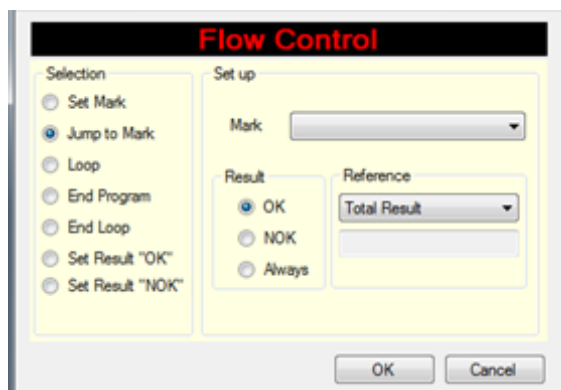 Flow Control
Selection
Set Mark
Jump to Mark
Loop
End Program
End Loop
Set Result "OK"
Set Result "NOK"
Set up
Mark
Result
OK
NOK
Always
Reference
Total Result
OK
Cancel